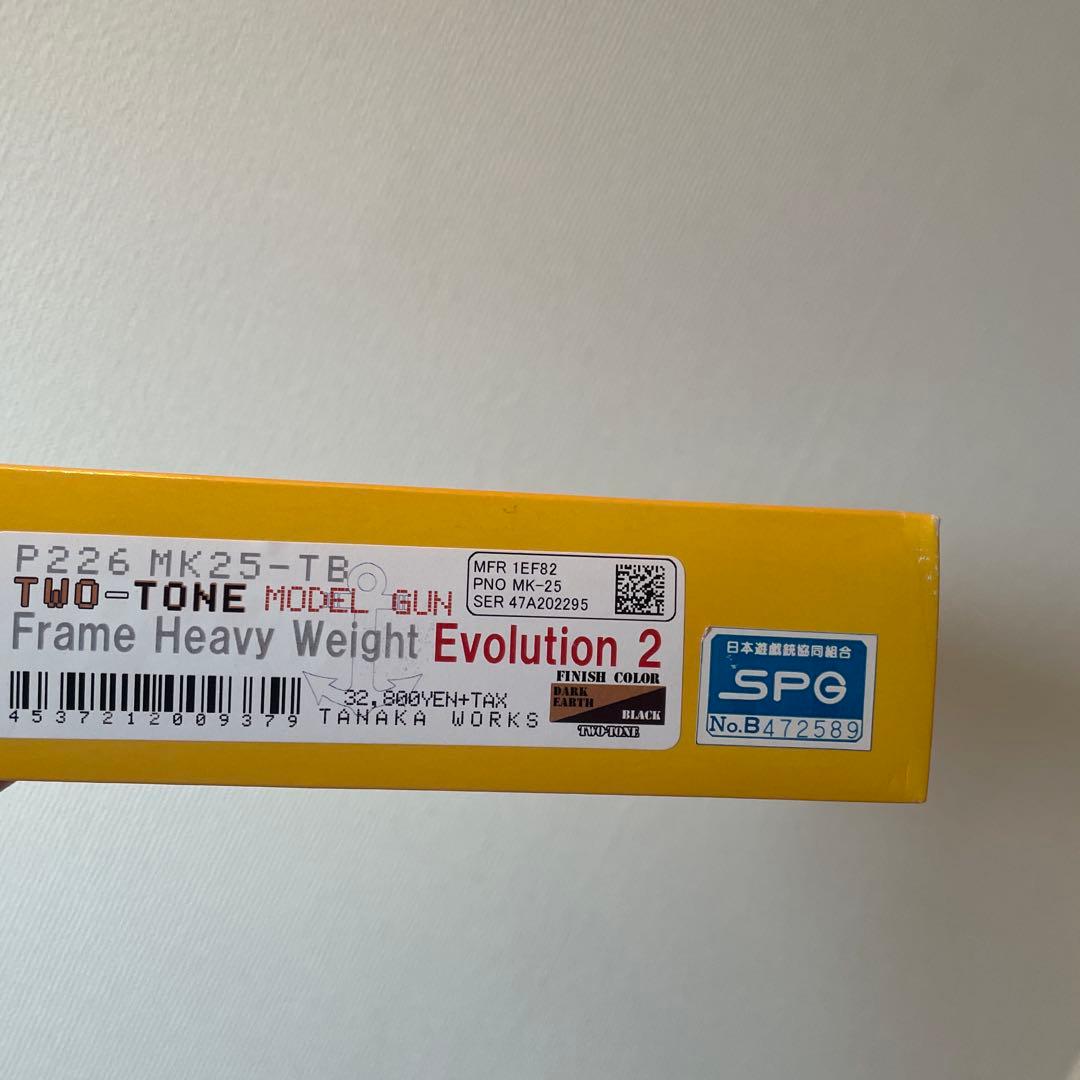 P226 MK25-TB
TWO-TONE MODEL GUN
Frame Heavy Weight Evolution 2
MFR 1EF82
PNO MK-25
SER 47A202295
4537212009379
32,800YEN+TAX
TANAKA WORKS
FINISH COLOR
DARK
EARTH
BLACK
TWO-TONE
日本遊戯銃協同組合
SPG
No.B472589